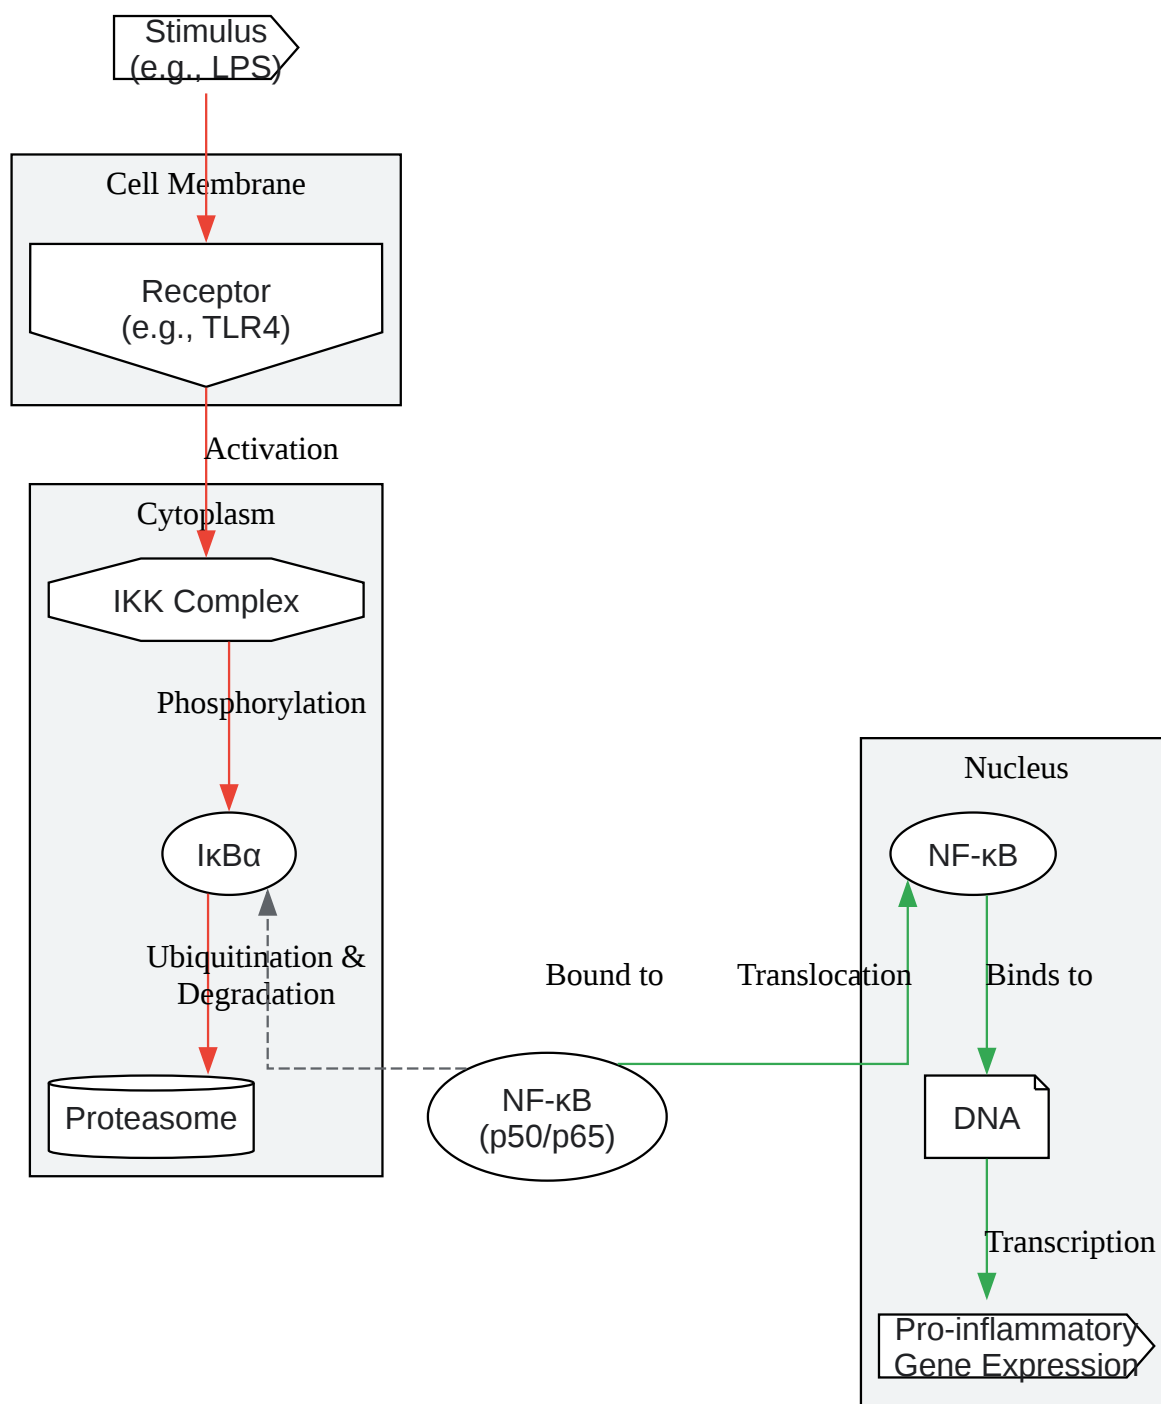 Stimulus
(e.g., LPS)
Cell Membrane
Receptor
(e.g., TLR4)
Activation
Cytoplasm
IKK Complex
Phosphorylation
IκBα
Ubiquitination &
Degradation
Proteasome
Bound to
NF-κB
(p50/p65)
Translocation
Nucleus
NF-κB
Binds to
DNA
Transcription
Pro-inflammatory
Gene Expression